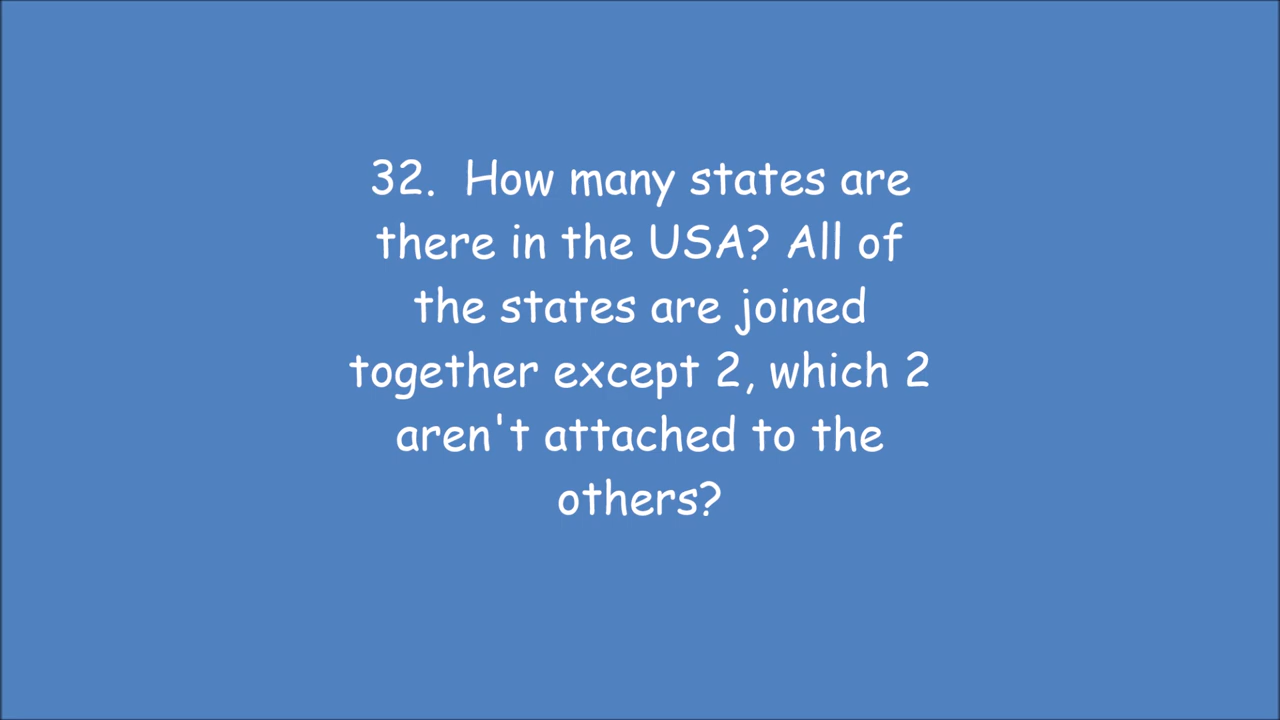 32.  How many states are
there in the USA? All of
the states are joined
together except 2, which 2
aren't attached to the
others?